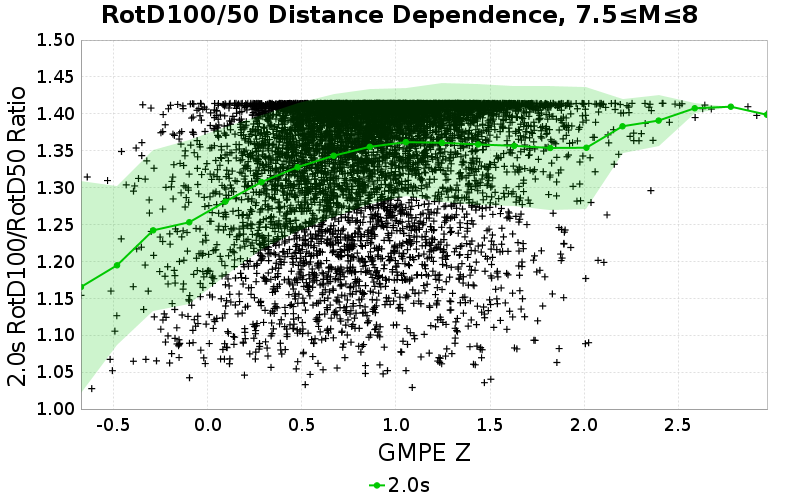 RotD100/50 Distance Dependence, 7.5≤M≤8
2.0s RotD100/RotD50 Ratio
1.50
1.45
1.40
1.35
1.30
1.25
1.20
1.15
1.10
1.05
1.00
-0.5 0.0 0.5 1.0 1.5 2.0 2.5
GMPE Z
2.0s